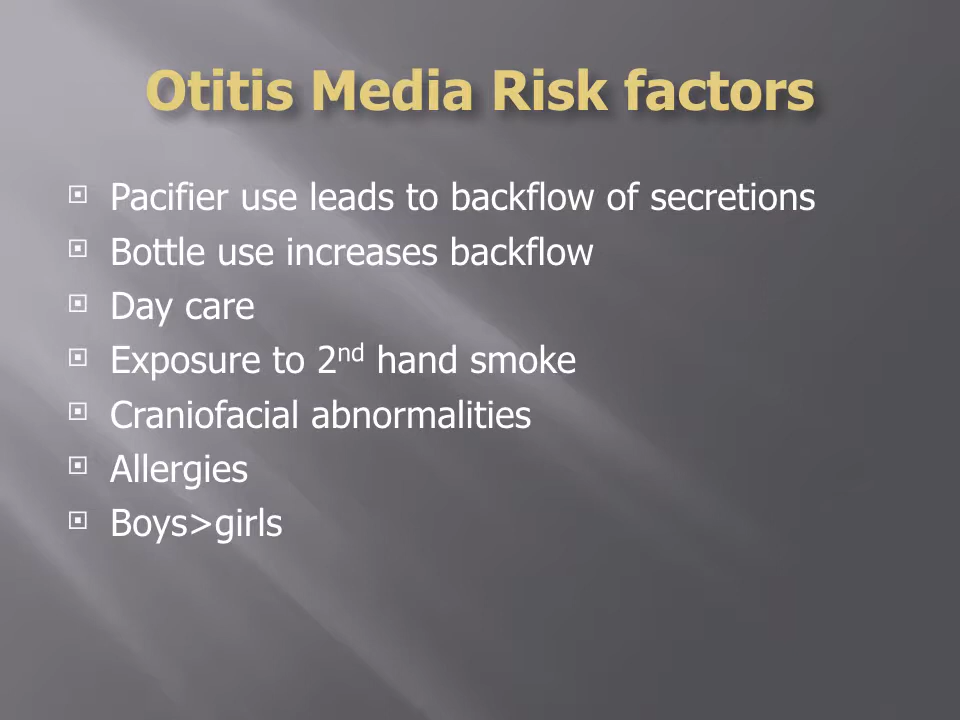 Otitis Media Risk factors
Pacifier use leads to backflow of secretions
Bottle use increases backflow
Day care
Exposure to 2nd hand smoke
Craniofacial abnormalities
Allergies
Boys>girls